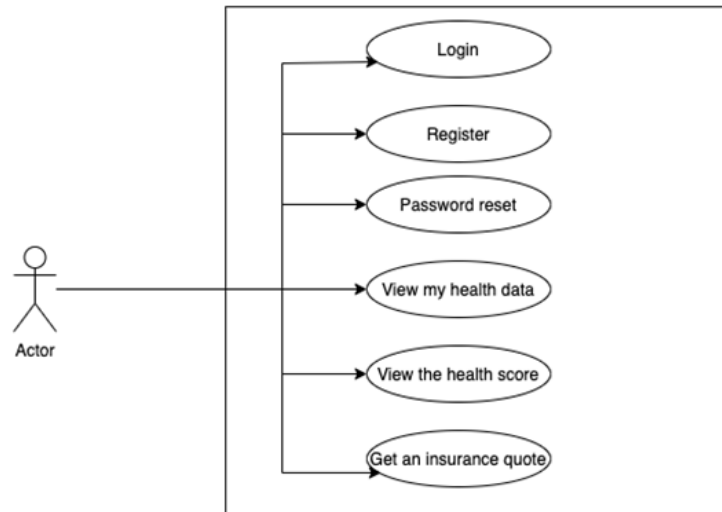 Login
Register
Password reset
View my health data
Actor
View the health score
Get an insurance quote